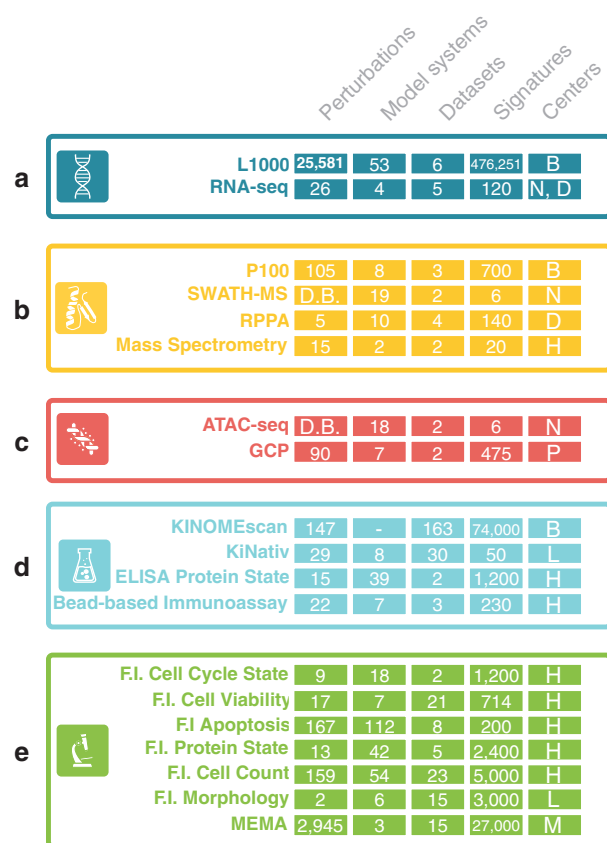 Perturbations Model systems Datasets Signatures Centers
a
L1000 25,581 53 6 476,251 B
RNA-seq 26 4 5 120 N, D
b
P100 105 8 3 700 B
SWATH-MS D.B. 19 2 6 N
RPPA 5 10 4 140 D
Mass Spectrometry 15 2 2 20 H
c
ATAC-seq D.B. 18 2 6 N
GCP 90 7 2 475 P
d
KINOMEscan 147 - 163 74,000 B
KiNativ 29 8 30 50 L
ELISA Protein State 15 39 2 1,200 H
Bead-based Immunoassay 22 7 3 230 H
e
F.I. Cell Cycle State 9 18 2 1,200 H
F.I. Cell Viability 17 7 21 714 H
F.I Apoptosis 167 112 8 200 H
F.I. Protein State 13 42 5 2,400 H
F.I. Cell Count 159 54 23 5,000 H
F.I. Morphology 2 6 15 3,000 L
MEMA 2,945 3 15 27,000 M